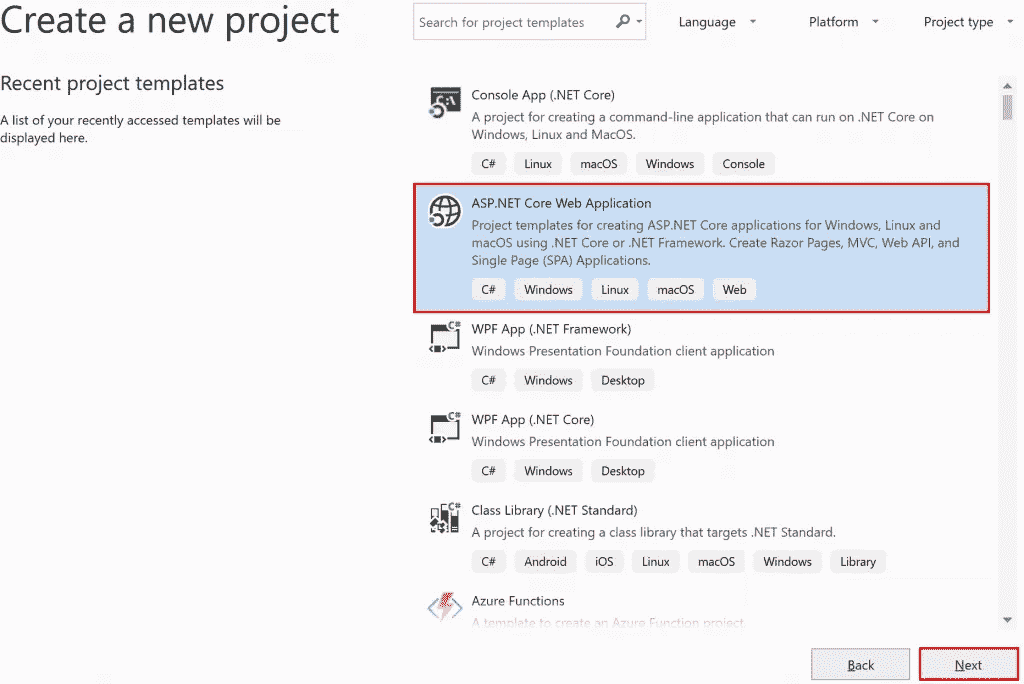 Create a new project
Search for project templates
Language
Platform
Project type
Recent project templates
A list of your recently accessed templates will be
displayed here.
Console App (.NET Core)
A project for creating a command-line application that can run on .NET Core on
Windows, Linux and MacOS.
C# Linux macOS Windows Console
ASP.NET Core Web Application
Project templates for creating ASP.NET Core applications for Windows, Linux and
macOS using .NET Core or .NET Framework. Create Razor Pages, MVC, Web API, and
Single Page (SPA) Applications.
C# Windows Linux macOS Web
WPF App (.NET Framework)
Windows Presentation Foundation client application
C# Windows Desktop
WPF App (.NET Core)
Windows Presentation Foundation client application
C# Windows Desktop
Class Library (.NET Standard)
A project for creating a class library that targets .NET Standard.
C# Android iOS Linux macOS Windows Library
Azure Functions
A template to create an Azure Function project.
Back
Next